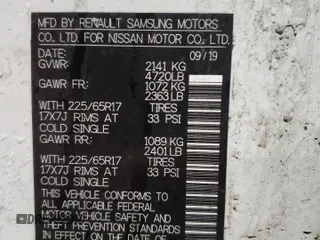 MFD BY RENAULT SAMSUNG MOTORS
CO. LTD. FOR NISSAN MOTOR CO., LTD.
DATE: 09/19
GVWR: 2141 KG
4720LB
GAWR FR: 1072 KG
2363LB
WITH 225/65R17 TIRES
17X7J RIMS AT 33 PSI
COLD SINGLE
GAWR RR: 1089 KG
2401LB
WITH 225/65R17 TIRES
17X7J RIMS AT 33 PSI
COLD SINGLE
THIS VEHICLE CONFORMS TO
ALL APPLICABLE FEDERAL
MOTOR VEHICLE SAFETY AND
THEFT PREVENTION STANDARDS
IN EFFECT ON THE DATE OF